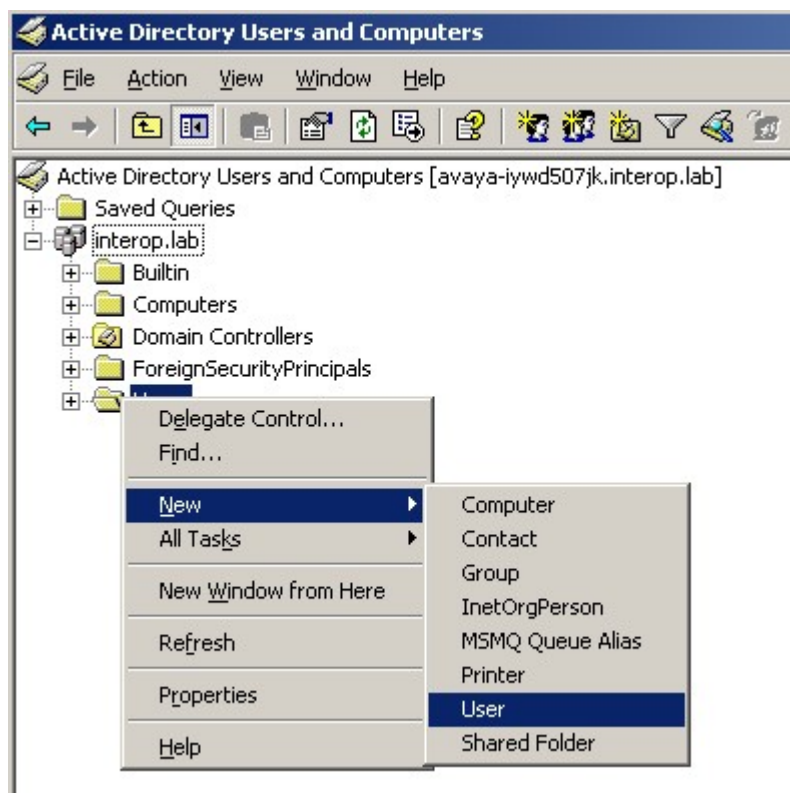 Active Directory Users and Computers
File Action View Window Help
Active Directory Users and Computers [avaya-iywd507jk.interop.lab]
Saved Queries
interop.lab
Builtin
Computers
Domain Controllers
ForeignSecurityPrincipals
Delegate Control...
Find...
New
All Tasks
New Window from Here
Refresh
Properties
Help
Computer
Contact
Group
InetOrgPerson
MSMQ Queue Alias
Printer
User
Shared Folder